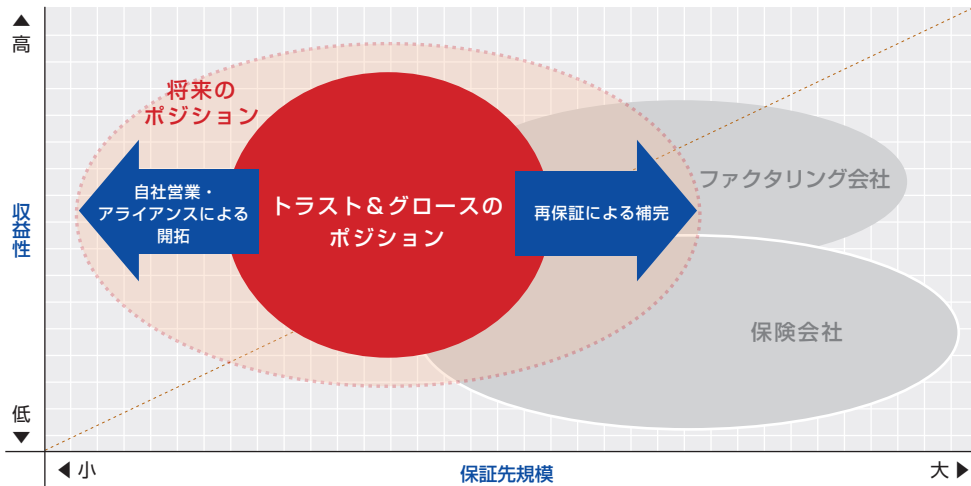 高
将来の
ポジション
自社営業・
アライアンスによる
開拓
トラスト＆グロースの
ポジション
再保証による補完
ファクタリング会社
収益性
保険会社
低
小
保証先規模
大